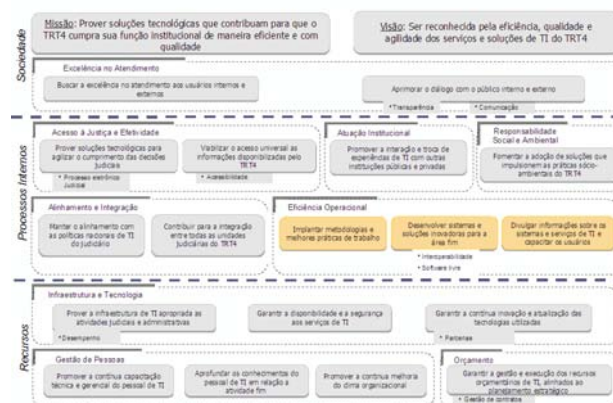 Missão: Prover soluções tecnológicas que contribuam para que o
TRT4 cumpra sua função institucional de maneira eficiente e com
qualidade
Visão: Ser reconhecida pela eficiência, qualidade e
agilidade dos serviços e soluções de TI do TRT4
Sociedade
Excelência no Atendimento
Buscar a excelência no atendimento aos usuários internos e
externos
Aprimorar o diálogo com o público interno e externo
*Transparência
*Comunicação
Processos Internos
Acesso à Justiça e Efetividade
Prover soluções tecnológicas para
agilizar o cumprimento das decisões
judiciais
*Processo eletrônico
Judicial
Viabilizar o acesso universal as
informações disponibilizadas pelo
TRT4
*Acessibilidade
Atuação Institucional
Promover a interação e troca de
experiências de TI com outras
instituições públicas e privadas
Responsabilidade
Social e Ambiental
Fomentar a adoção de soluções que
impulsionem as práticas sócio-
ambientais do TRT4
Alinhamento e Integração
Manter o alinhamento com
as políticas nacionais de TI
do judiciário
Contribuir para a integração
entre todas as unidades
judiciárias do TRT4
Eficiência Operacional
Implantar metodologias e
melhores práticas de trabalho
Desenvolver sistemas e
soluções inovadoras para a
área fim
*Interoperabilidade
*Software livre
Divulgar informações sobre os
sistemas e serviços de TI e
capacitar os usuários
Recursos
Infraestrutura e Tecnologia
Prover a infraestrutura de TI apropriada as
atividades judiciais e administrativas
*Desempenho
Garantir a disponibilidade e a segurança
aos serviços de TI
Garantir a contínua inovação e atualização das
tecnologias utilizadas
*Parcerias
Gestão de Pessoas
Promover a contínua capacitação
técnica e gerencial do pessoal de TI
Aprofundar os conhecimentos do
pessoal de TI em relação a
atividade fim
Promover a contínua melhoria
do clima organizacional
Orçamento
Garantir a gestão e execução dos recursos
orçamentários de TI, alinhados ao
planejamento estratégico
*Gestão de contratos